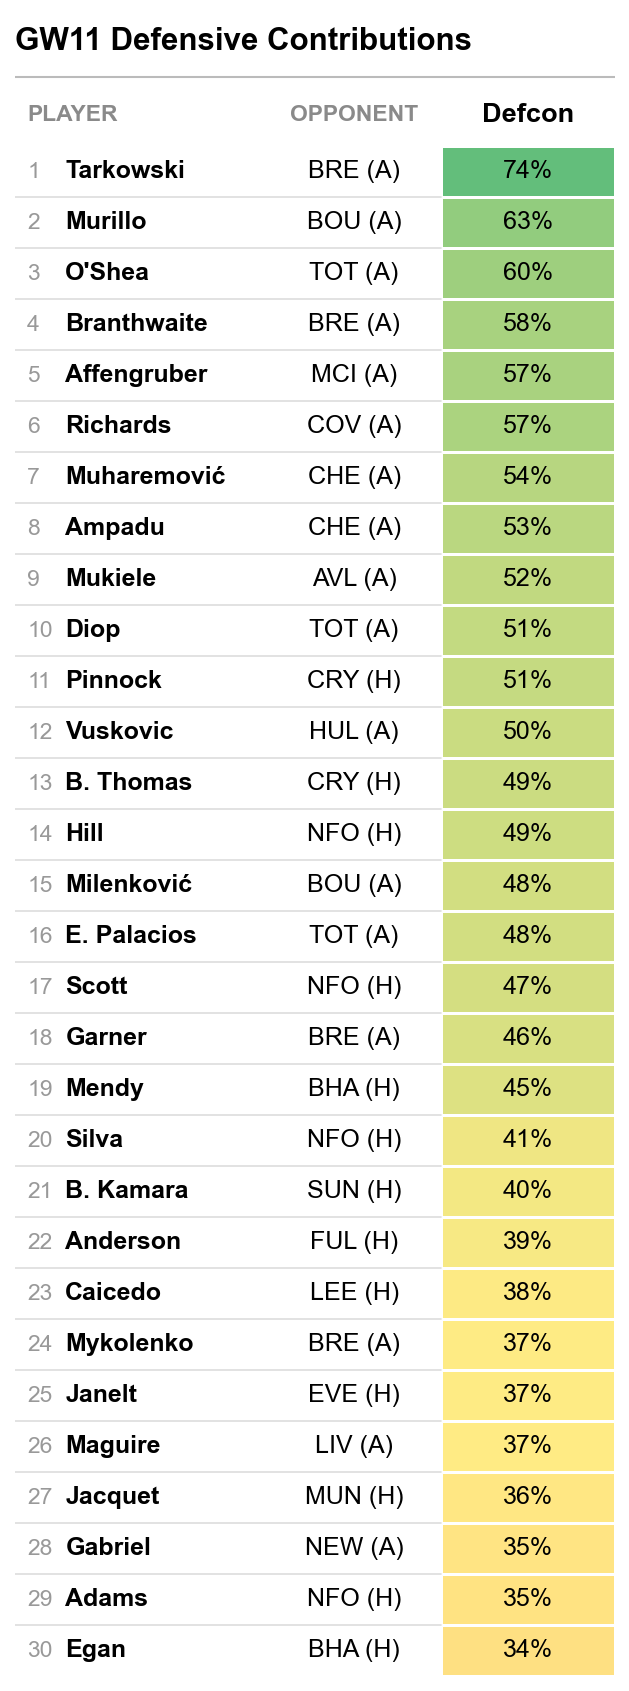 GW11 Defensive Contributions
PLAYER OPPONENT Defcon
1 Tarkowski BRE (A) 74%
2 Murillo BOU (A) 63%
3 O'Shea TOT (A) 60%
4 Branthwaite BRE (A) 58%
5 Affengruber MCI (A) 57%
6 Richards COV (A) 57%
7 Muharemović CHE (A) 54%
8 Ampadu CHE (A) 53%
9 Mukiele AVL (A) 52%
10 Diop TOT (A) 51%
11 Pinnock CRY (H) 51%
12 Vuskovic HUL (A) 50%
13 B. Thomas CRY (H) 49%
14 Hill NFO (H) 49%
15 Milenković BOU (A) 48%
16 E. Palacios TOT (A) 48%
17 Scott NFO (H) 47%
18 Garner BRE (A) 46%
19 Mendy BHA (H) 45%
20 Silva NFO (H) 41%
21 B. Kamara SUN (H) 40%
22 Anderson FUL (H) 39%
23 Caicedo LEE (H) 38%
24 Mykolenko BRE (A) 37%
25 Janelt EVE (H) 37%
26 Maguire LIV (A) 37%
27 Jacquet MUN (H) 36%
28 Gabriel NEW (A) 35%
29 Adams NFO (H) 35%
30 Egan BHA (H) 34%